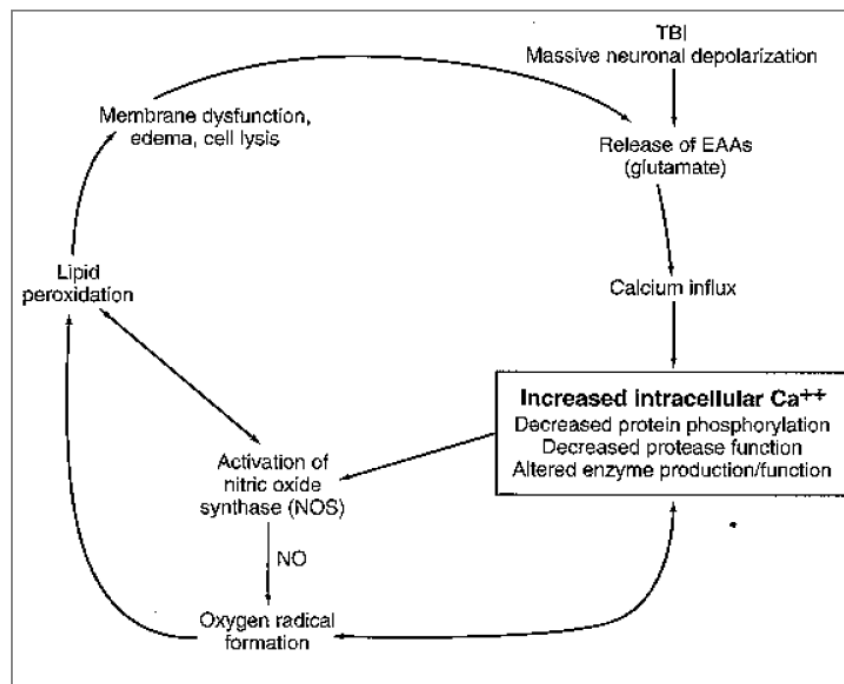 TBI
Massive neuronal depolarization
Membrane dysfunction,
edema, cell lysis
Release of EAAs
(glutamate)
Lipid
peroxidation
Calcium influx
Increased intracellular Ca++
Decreased protein phosphorylation
Decreased protease function
Altered enzyme production/function
Activation of
nitric oxide
synthase (NOS)
NO
Oxygen radical
formation